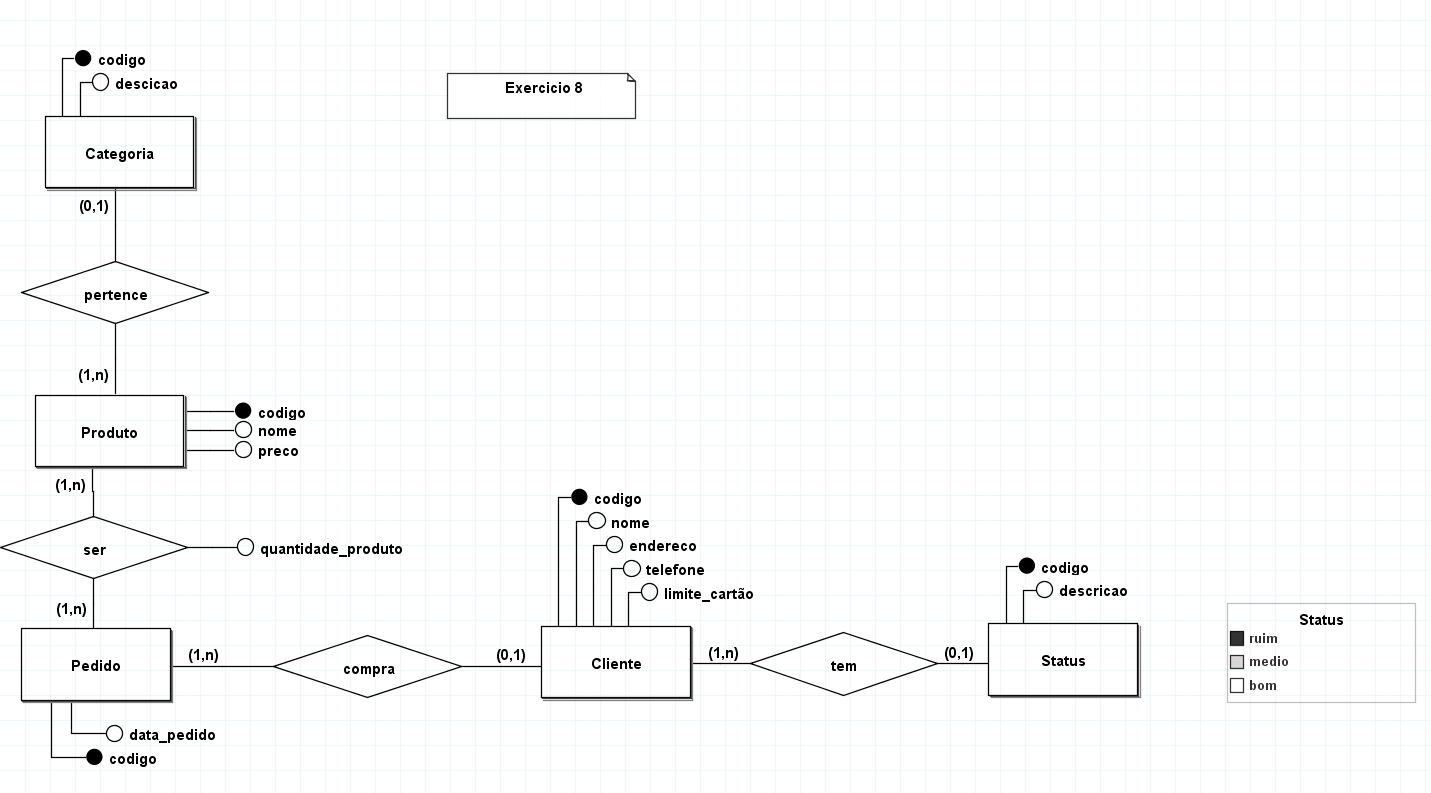 codigo
descicao
Exercicio 8
Categoria
(0,1)
pertence
(1,n)
Produto
codigo
nome
preco
(1,n)
ser
quantidade_produto
(1,n)
Pedido
(1,n)
compra
(0,1)
data_pedido
codigo
codigo
nome
endereco
telefone
limite_cartão
Cliente
(1,n)
tem
(0,1)
codigo
descricao
Status
Status
ruim
medio
bom